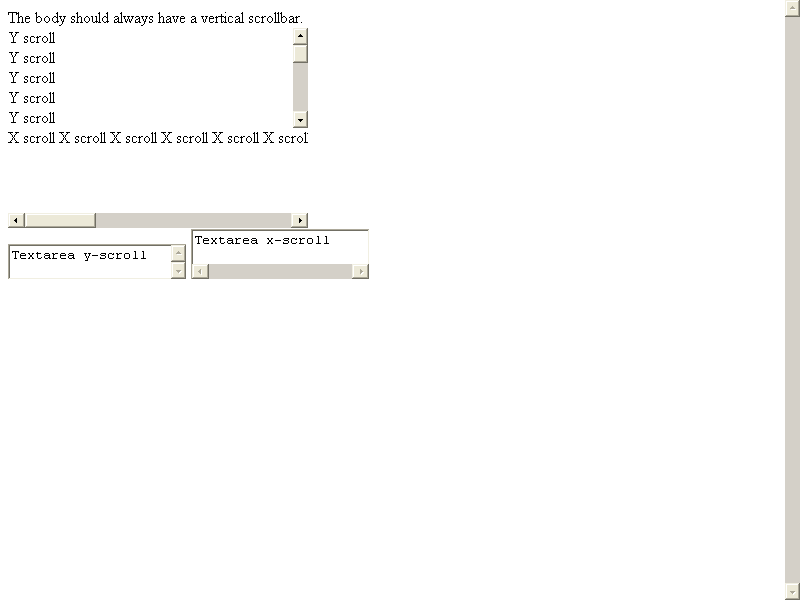 The body should always have a vertical scrollbar.
Y scroll
Y scroll
Y scroll
Y scroll
Y scroll
X scroll X scroll X scroll X scroll X scroll X scrol
Textarea y-scroll
Textarea x-scroll